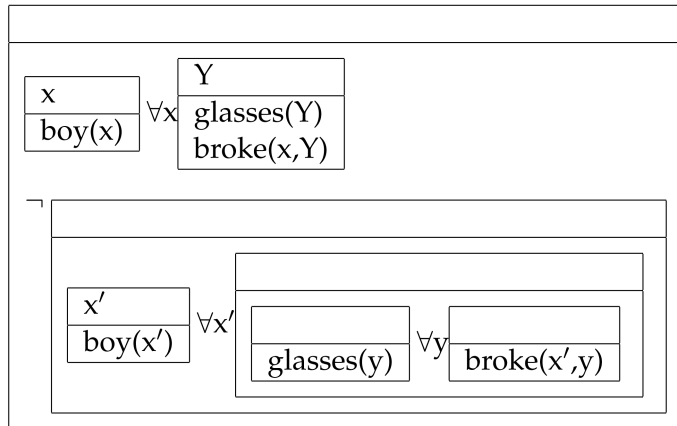 x
boy(x)
∀x
Y
glasses(Y)
broke(x,Y)
¬
x′
boy(x′)
∀x′
glasses(y)
∀y
broke(x′,y)